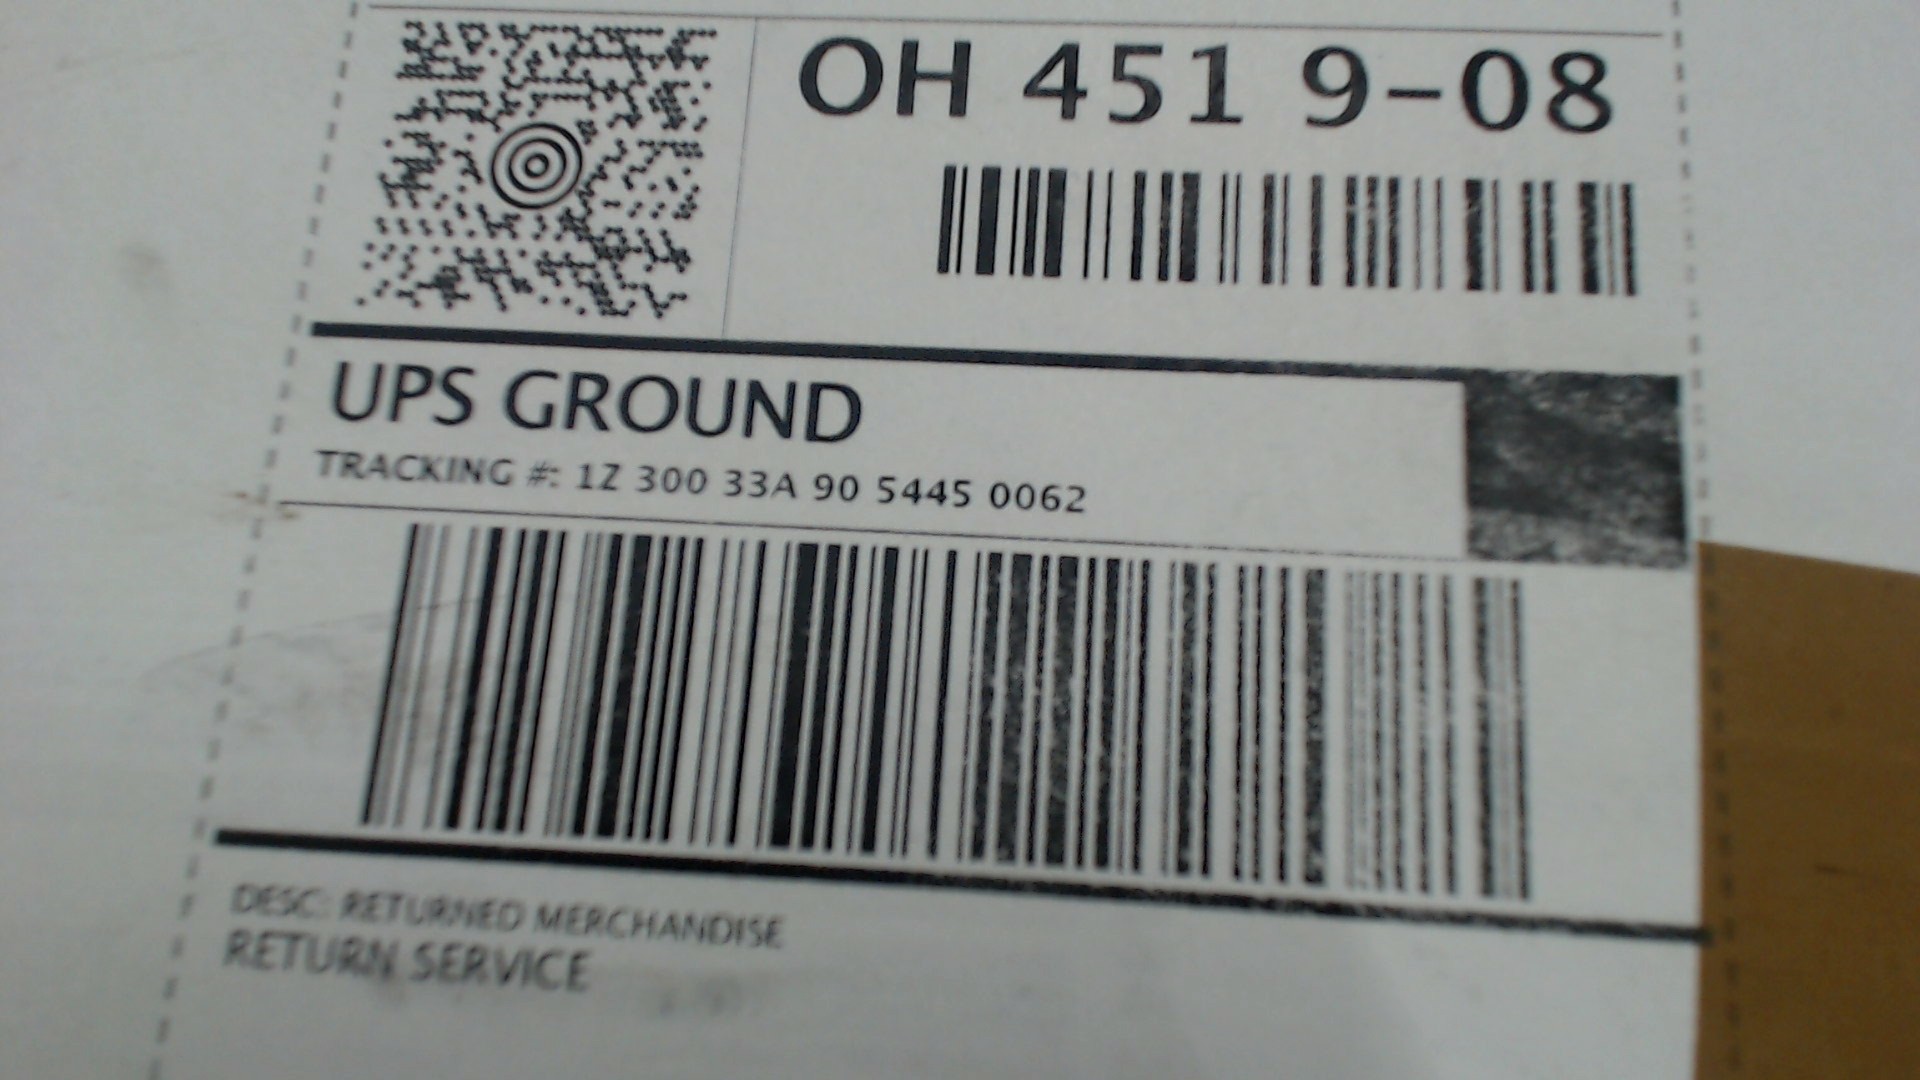 OH 451 9-08
UPS GROUND
TRACKING #: 1Z 300 33A 90 5445 0062
DESC: RETURNED MERCHANDISE
RETURN SERVICE